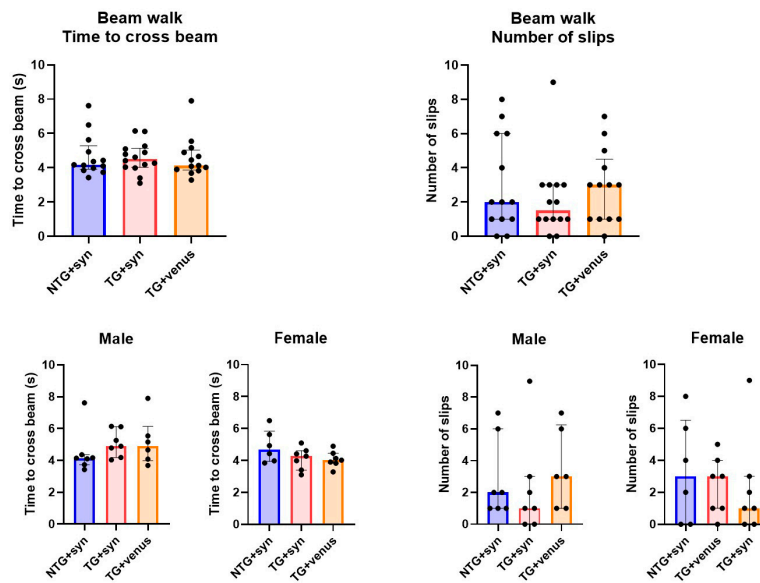 Beam walk
Time to cross beam
Time to cross beam (s)
10
8
6
4
2
0
NTG+syn
TG+syn
TG+venus
Beam walk
Number of slips
Number of slips
10
8
6
4
2
0
NTG+syn
TG+syn
TG+venus
Male
Time to cross beam (s)
10
8
6
4
2
0
NTG+syn
TG+syn
TG+venus
Female
Time to cross beam (s)
10
8
6
4
2
0
NTG+syn
TG+syn
TG+venus
Male
Number of slips
10
8
6
4
2
0
NTG+syn
TG+syn
TG+venus
Female
Number of slips
10
8
6
4
2
0
NTG+syn
TG+venus
TG+syn